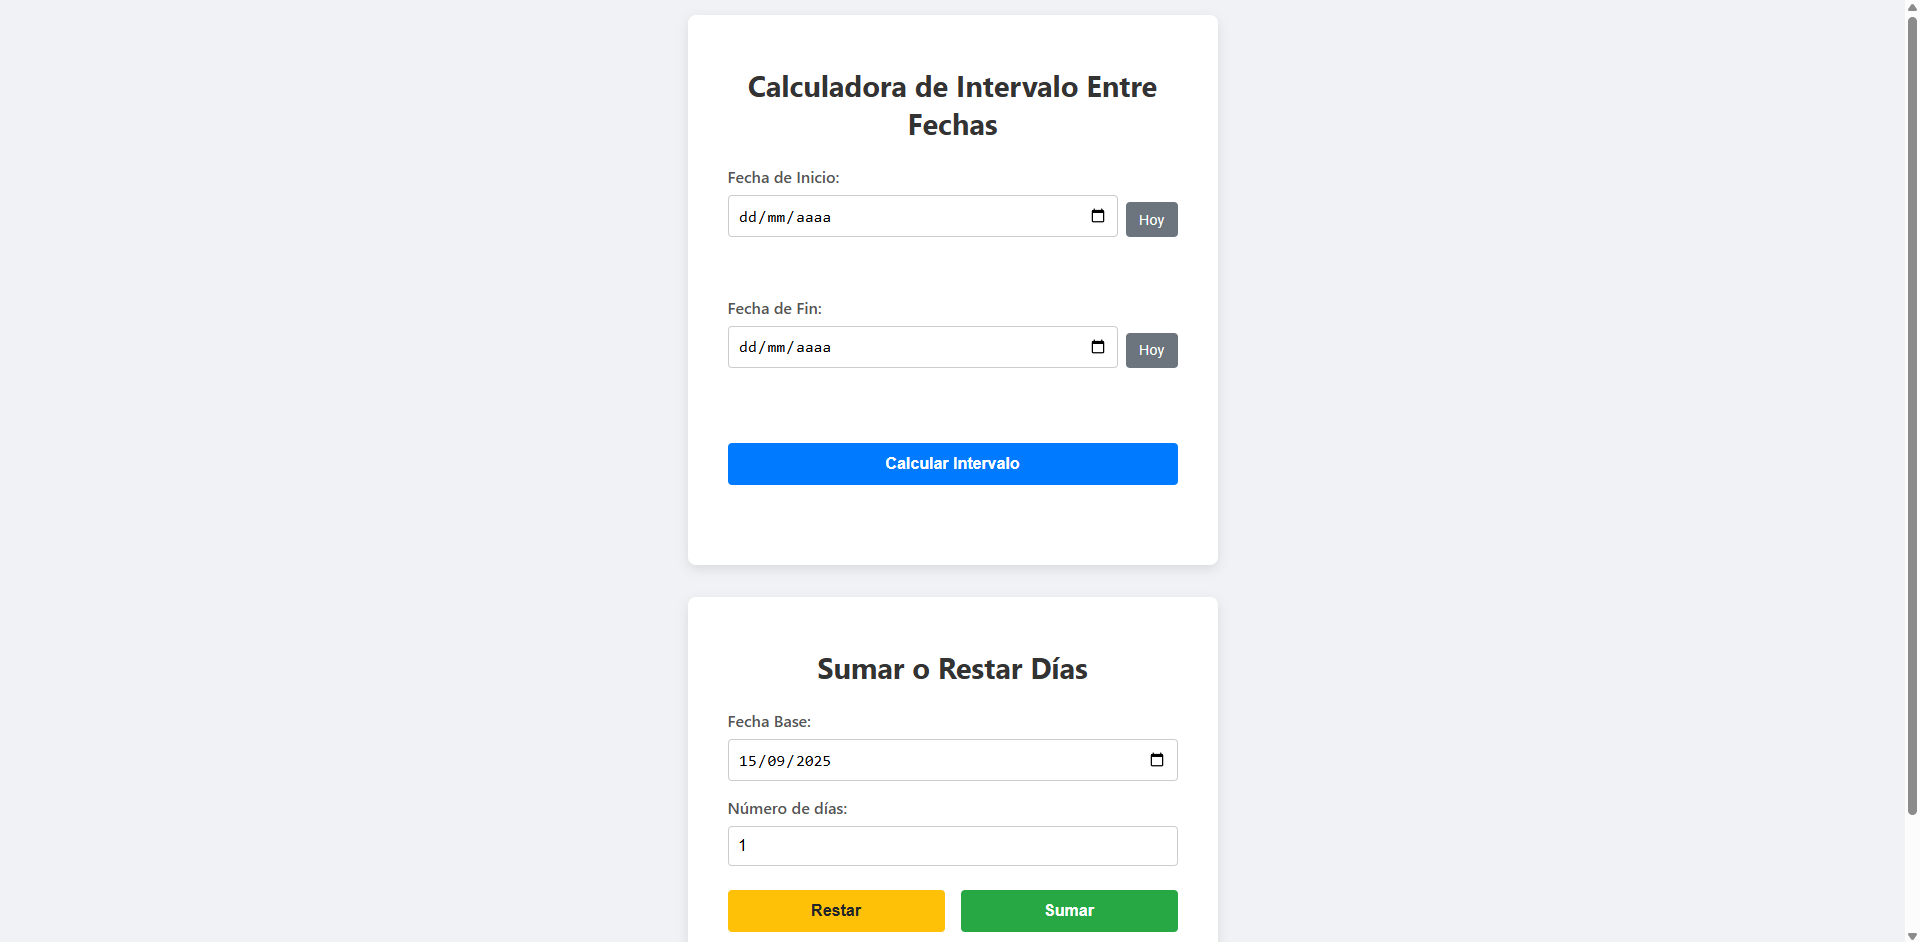 Calculadora de Intervalo Entre
Fechas
Fecha de Inicio:
dd/mm/aaaa
Hoy
Fecha de Fin:
dd/mm/aaaa
Hoy
Calcular Intervalo
Sumar o Restar Días
Fecha Base:
15/09/2025
Número de días:
1
Restar
Sumar